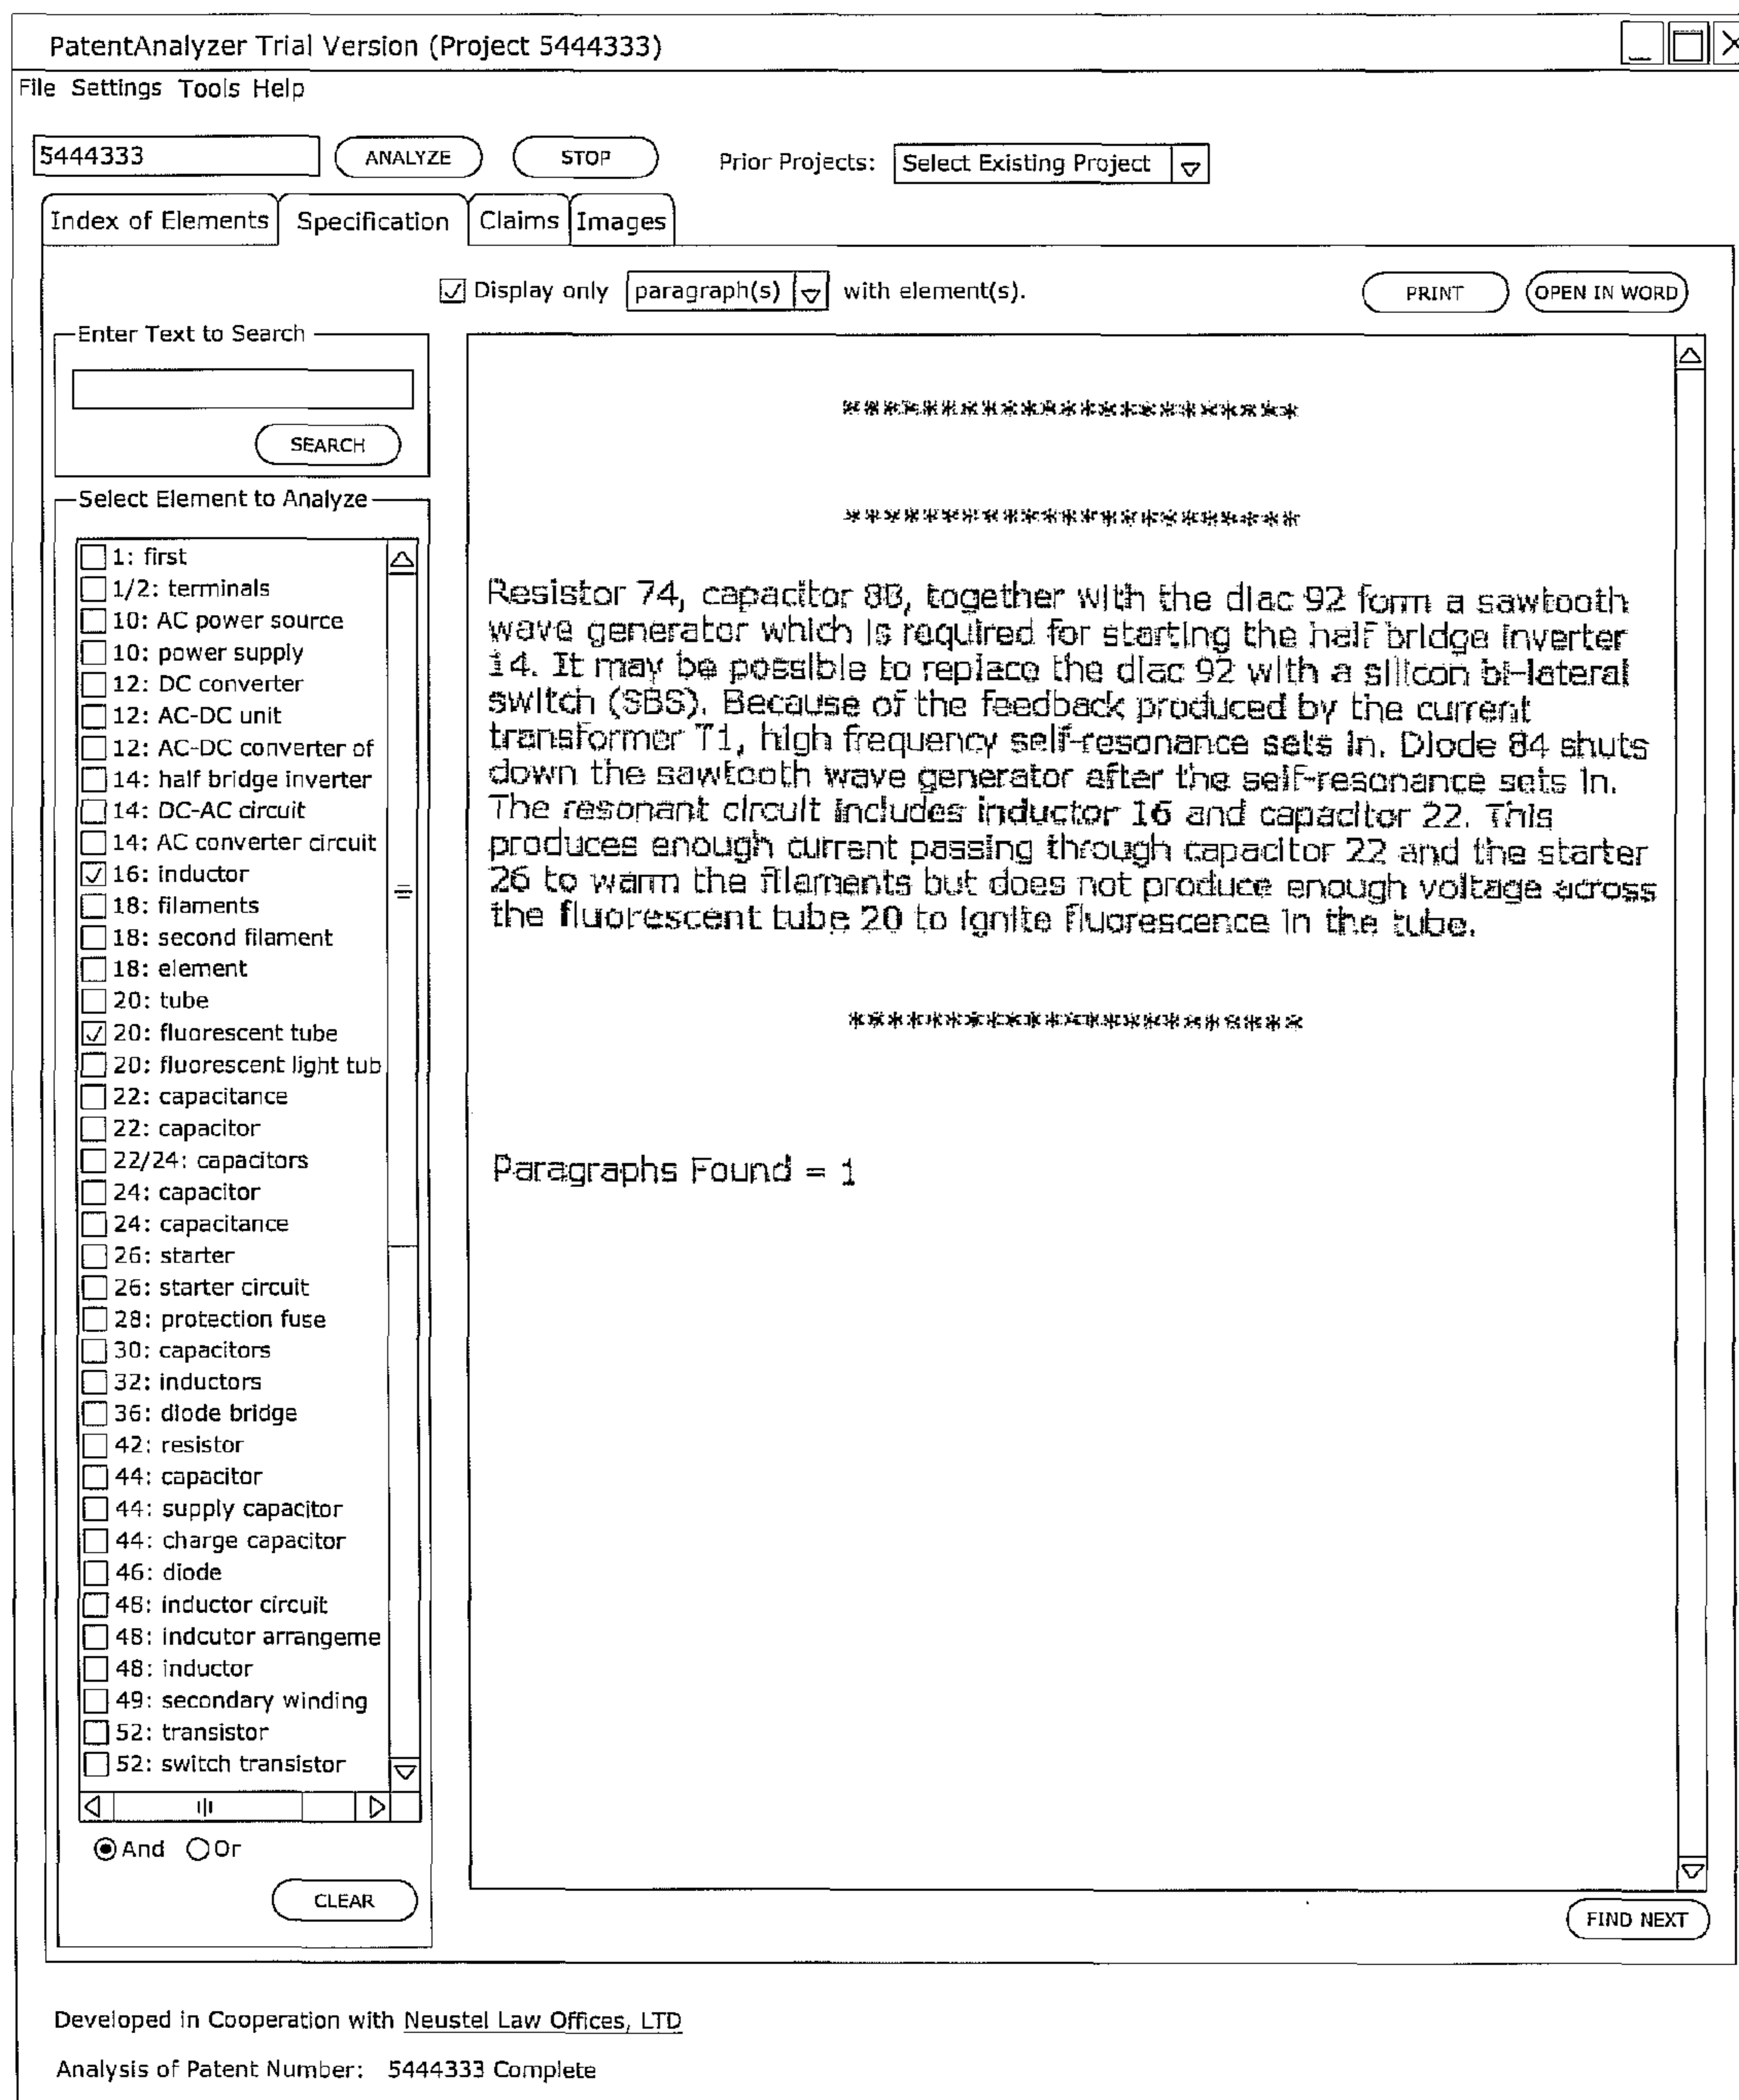 PatentAnalyzer Trial Version (Project 5444333)
File Settings Tools Help
5444333 ANALYZE STOP Prior Projects: Select Existing Project
Index of Elements Specification Claims Images
Display only paragraph(s) with element(s). PRINT OPEN IN WORD
Enter Text to Search
SEARCH
Select Element to Analyze
1: first
1/2: terminals
10: AC power source
10: power supply
12: DC converter
12: AC-DC unit
12: AC-DC converter of
14: half bridge inverter
14: DC-AC circuit
14: AC converter circuit
16: inductor
18: filaments
18: second filament
18: element
20: tube
20: fluorescent tube
20: fluorescent light tub
22: capacitance
22: capacitor
22/24: capacitors
24: capacitor
24: capacitance
26: starter
26: starter circuit
28: protection fuse
30: capacitors
32: inductors
36: diode bridge
42: resistor
44: capacitor
44: supply capacitor
44: charge capacitor
46: diode
48: inductor circuit
48: indcutor arrangeme
48: inductor
49: secondary winding
52: transistor
52: switch transistor
And Or
CLEAR
***********************
***********************
Resistor 74, capacitor 88, together with the diac 92 form a sawtooth
wave generator which is required for starting the half bridge inverter
14. It may be possible to replace the diac 92 with a silicon bi-lateral
switch (SBS). Because of the feedback produced by the current
transformer T1, high frequency self-resonance sets in. Diode 84 shuts
down the sawtooth wave generator after the self-resonance sets in.
The resonant circuit includes inductor 16 and capacitor 22. This
produces enough current passing through capacitor 22 and the starter
26 to warm the filaments but does not produce enough voltage across
the fluorescent tube 20 to ignite fluorescence in the tube.
***********************
Paragraphs Found = 1
FIND NEXT
Developed in Cooperation with Neustel Law Offices, LTD
Analysis of Patent Number: 5444333 Complete